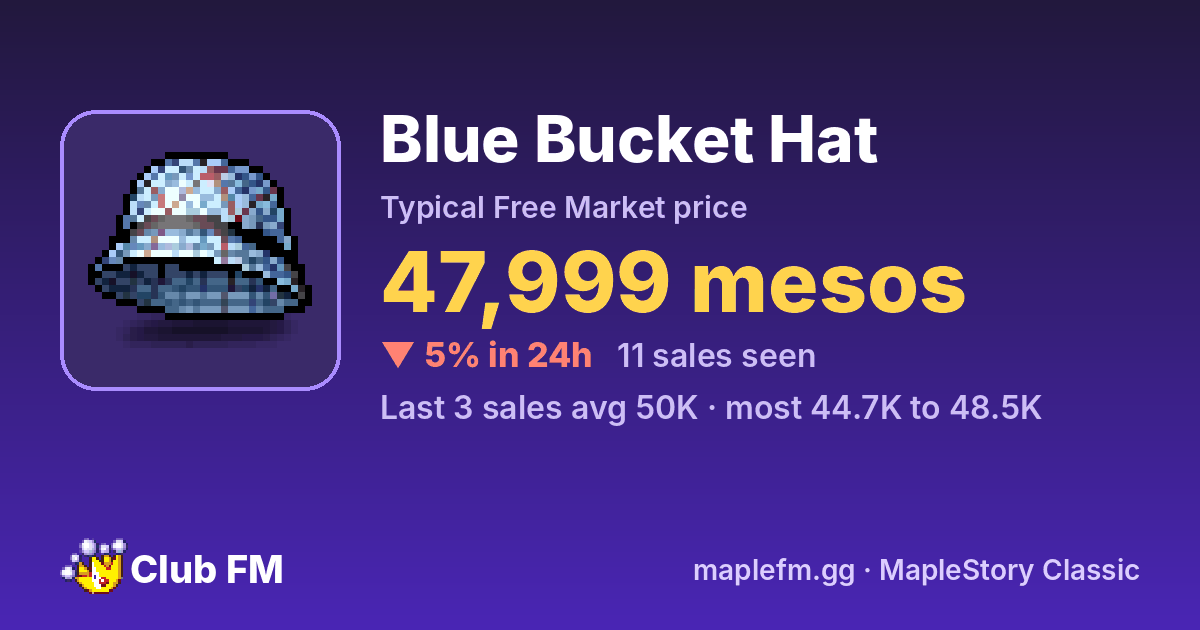 Blue Bucket Hat
Typical Free Market price
47,999 mesos
▼ 5% in 24h 11 sales seen
Last 3 sales avg 50K · most 44.7K to 48.5K
Club FM
maplefm.gg · MapleStory Classic